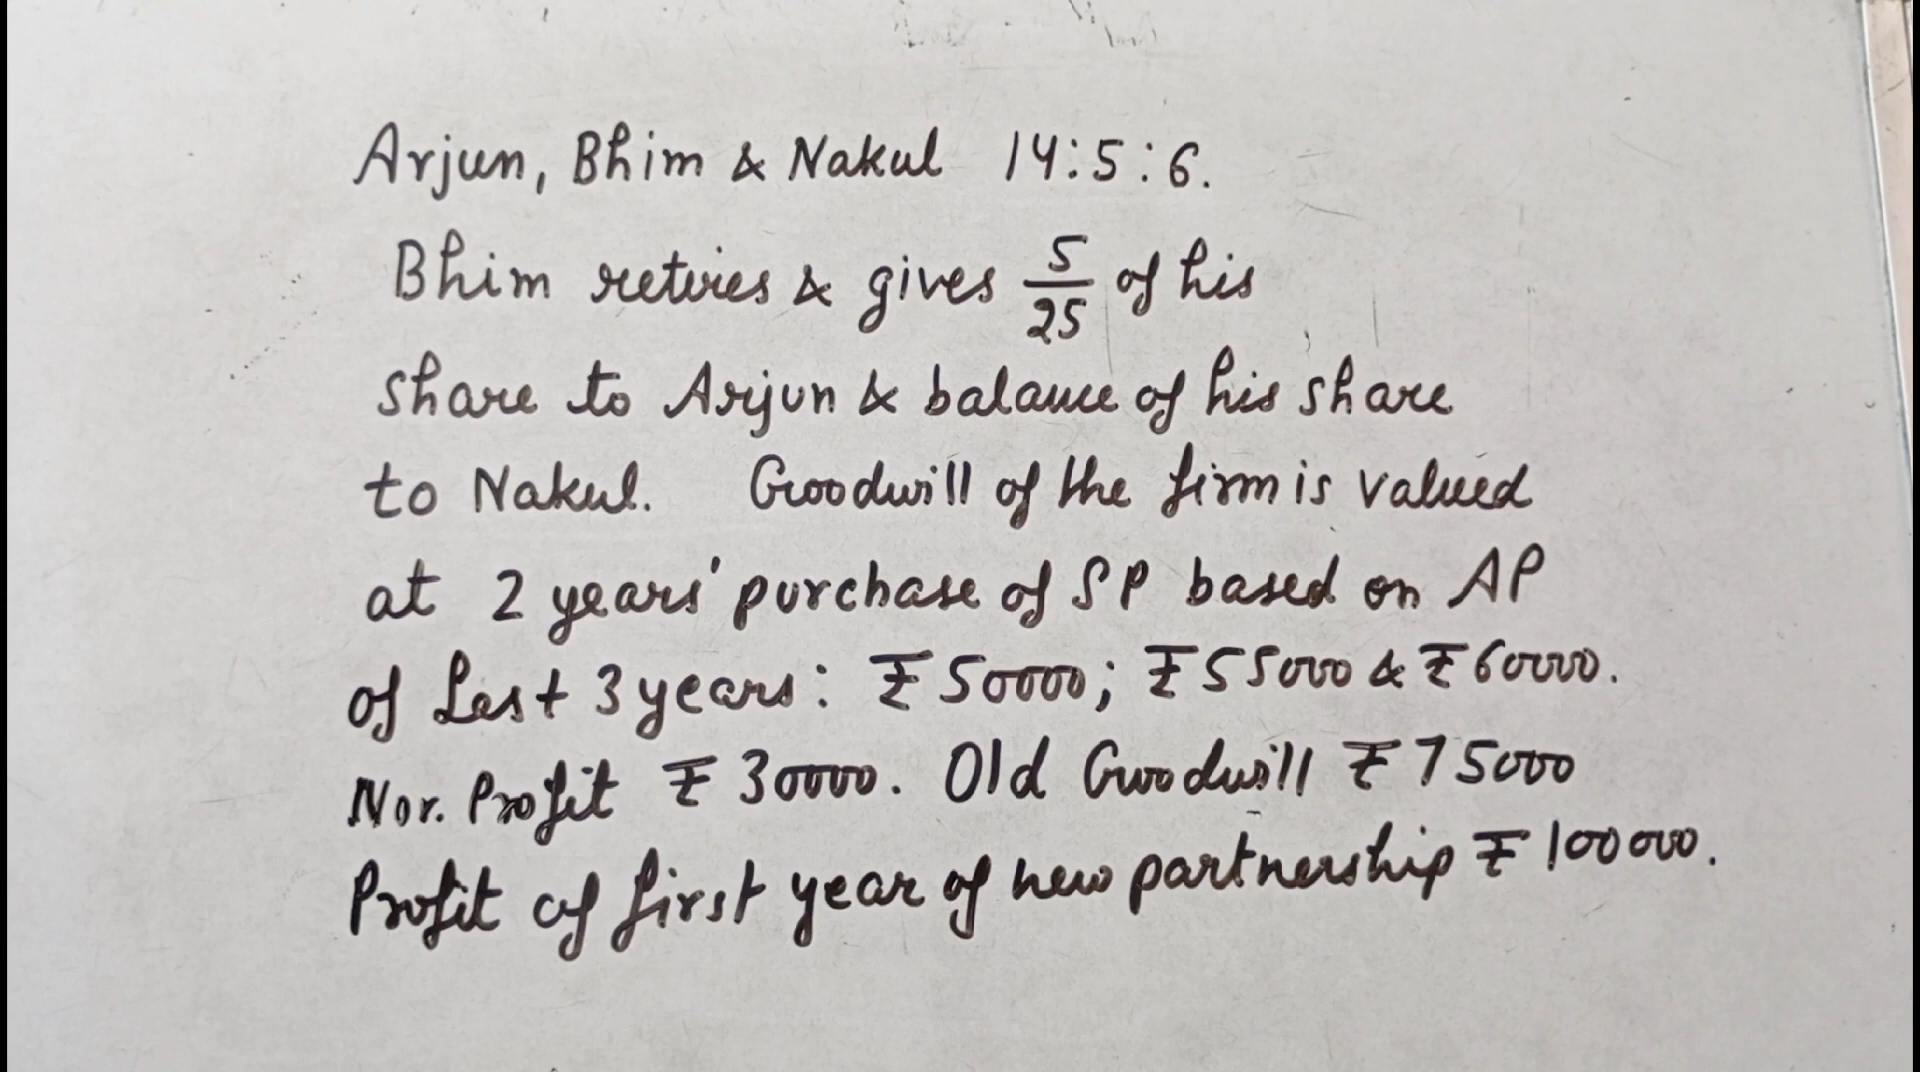 Arjun, Bhim & Nakul 14:5:6.
Bhim retires & gives 5/25 of his
share to Arjun & balance of his share
to Nakul. Goodwill of the firm is valued
at 2 years' purchase of SP based on AP
of Last 3 years: ₹50000; ₹55000 & ₹60000.
Nor. Profit ₹30000. Old Goodwill ₹75000
Profit of first year of new partnership ₹100000.